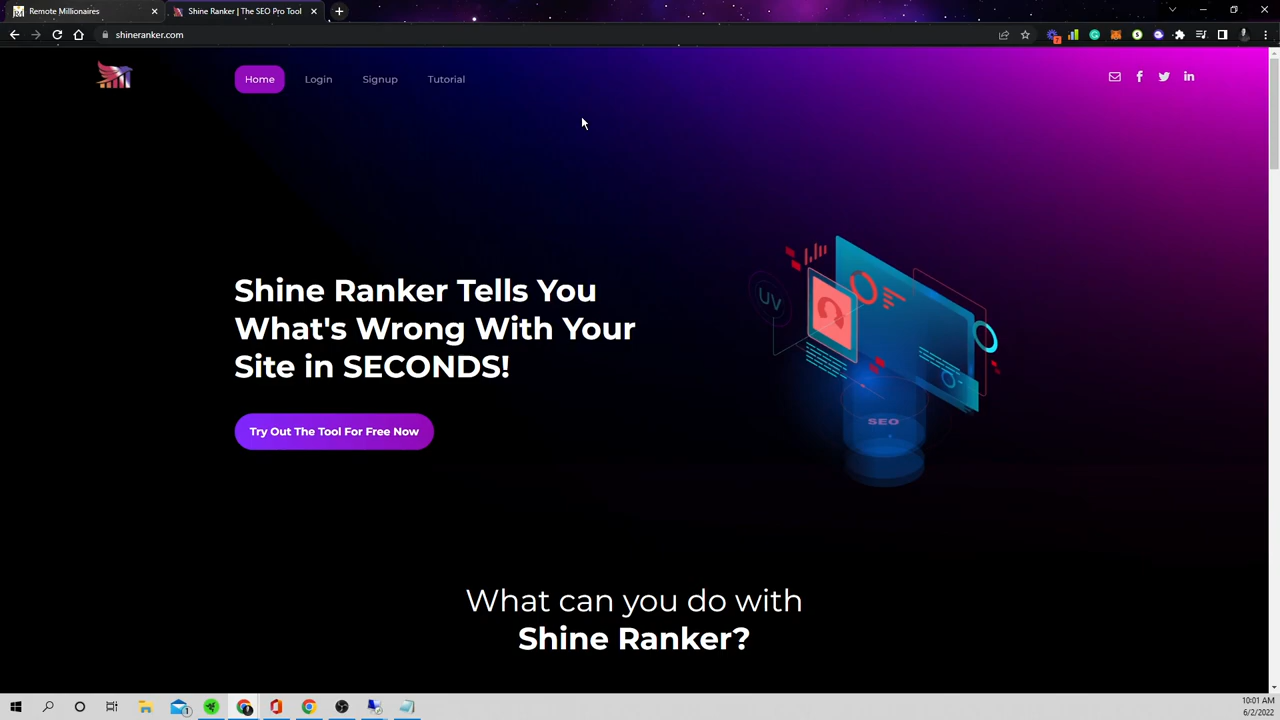 Remote Millionaires
Shine Ranker | The SEO Pro Tool
shineranker.com
Home
Login
Signup
Tutorial
Shine Ranker Tells You
What's Wrong With Your
Site in SECONDS!
Try Out The Tool For Free Now
UV
SEO
What can you do with
Shine Ranker?
10:01 AM
6/2/2022